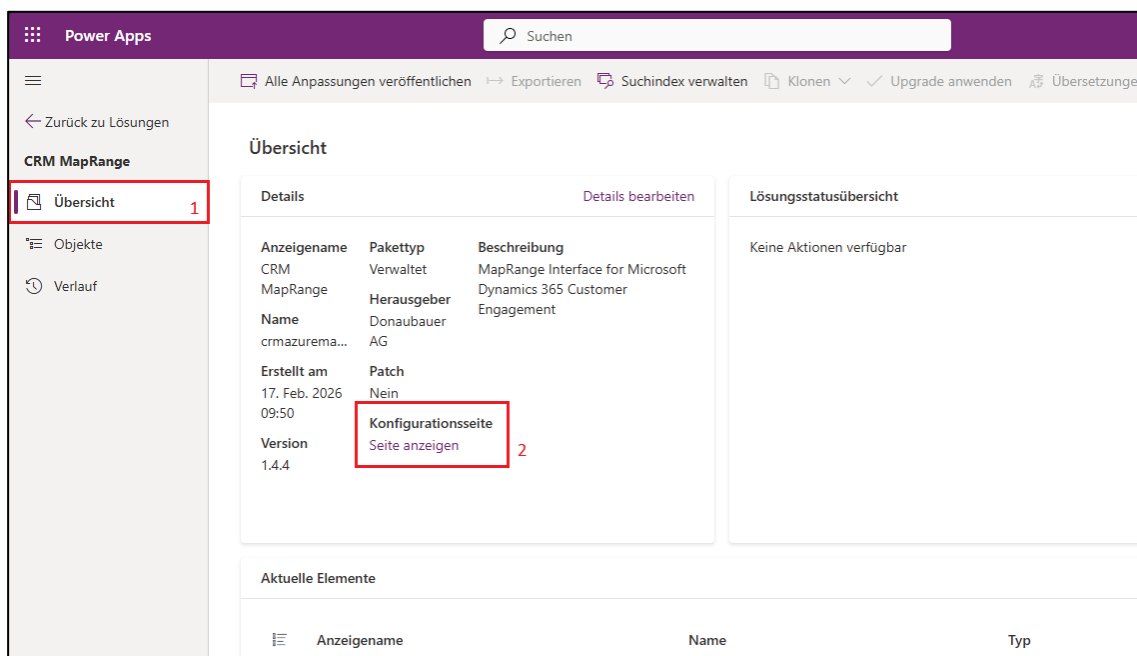 Power Apps
Suchen
Alle Anpassungen veröffentlichen Exportieren Suchindex verwalten Klonen Upgrade anwenden Übersetzunge
Zurück zu Lösungen
CRM MapRange
Übersicht 1
Objekte
Verlauf
Übersicht
Details Details bearbeiten
Anzeigename
CRM
MapRange
Name
crmazurema...
Erstellt am
17. Feb. 2026
09:50
Version
1.4.4
Pakettyp
Verwaltet
Herausgeber
Donaubauer
AG
Patch
Nein
Konfigurationsseite
Seite anzeigen 2
Beschreibung
MapRange Interface for Microsoft
Dynamics 365 Customer
Engagement
Lösungsstatusübersicht
Keine Aktionen verfügbar
Aktuelle Elemente
Anzeigename Name Typ